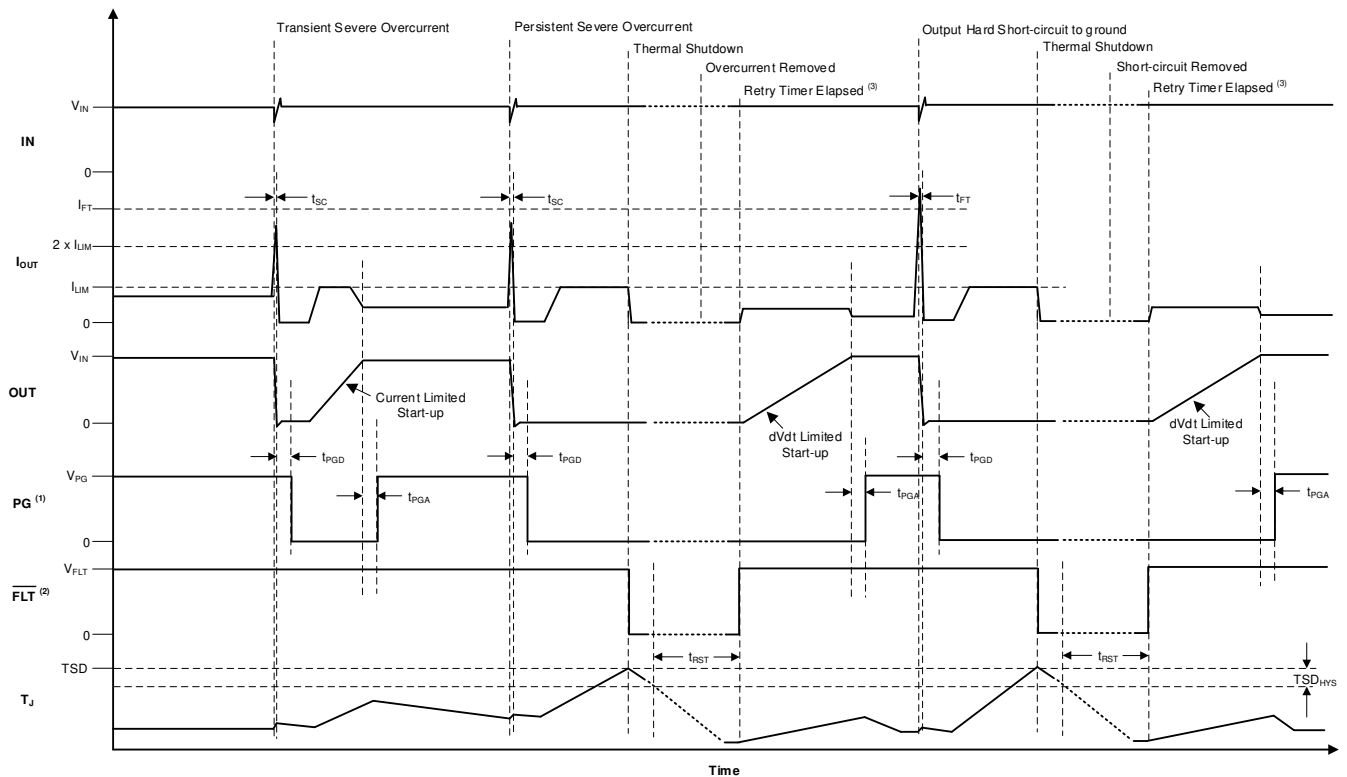 Transient Severe Overcurrent
Persistent Severe Overcurrent
Thermal Shutdown
Overcurrent Removed
Retry Timer Elapsed (3)
Output Hard Short-circuit to ground
Thermal Shutdown
Short-circuit Removed
Retry Timer Elapsed (3)
VIN
IN
0
IFT
tSC
tSC
tFT
2 x ILIM
IOUT
ILIM
0
VIN
OUT
Current Limited
Start-up
dVdt Limited
Start-up
dVdt Limited
Start-up
0
tPGD
tPGD
tPGD
VPG
PG (1)
tPGA
tPGA
tPGA
0
VFLT
FLT (2)
0
tRST
tRST
TSD
TSDHYS
TJ
Time